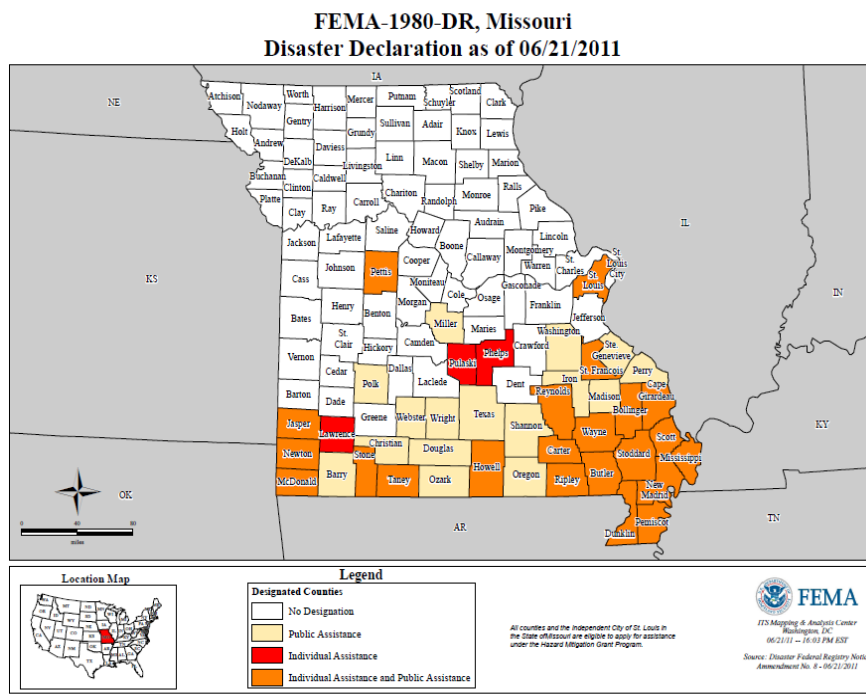 FEMA-1980-DR, Missouri
Disaster Declaration as of 06/21/2011
IA
NE
IL
KS
IN
KY
OK
AR
TN
Atchison
Nodaway
Worth
Harrison
Mercer
Putnam
Schuyler
Scotland
Clark
Holt
Gentry
Sullivan
Adair
Knox
Lewis
Grundy
Andrew
Daviess
DeKalb
Livingston
Linn
Macon
Shelby
Marion
Buchanan
Clinton
Caldwell
Chariton
Randolph
Monroe
Ralls
Platte
Clay
Ray
Carroll
Pike
Audrain
Saline
Howard
Boone
Lincoln
Jackson
Lafayette
Callaway
Montgomery
Warren
St.
Charles
St.
Louis
City
St.
Louis
Cooper
Johnson
Pettis
Moniteau
Cass
Cole
Osage
Gasconade
Franklin
Jefferson
Henry
Benton
Morgan
Bates
Miller
Maries
Washington
St.
Clair
Camden
Crawford
Ste.
Genevieve
Hickory
Pulaski
Phelps
St. Francois
Vernon
Cedar
Dallas
Polk
Laclede
Dent
Iron
Perry
Reynolds
Madison
Cape
Girardeau
Barton
Dade
Bollinger
Greene
Webster
Wright
Texas
Shannon
Wayne
Scott
Jasper
Lawrence
Christian
Douglas
Carter
Stoddard
Mississippi
Newton
Stone
Howell
Butler
McDonald
Barry
Taney
Ozark
Oregon
Ripley
New
Madrid
Dunklin
Pemiscot
0 40 80
miles
Location Map
Legend
Designated Counties
No Designation
Public Assistance
Individual Assistance
Individual Assistance and Public Assistance
All counties and the Independent City of St. Louis in
the State of Missouri are eligible to apply for assistance
under the Hazard Mitigation Grant Program.
FEMA
ITS Mapping & Analysis Center
Washington, DC
06/21/11 -- 16:03 PM EST
Source: Disaster Federal Registry Notice
Ammendment No. 8 - 06/21/2011